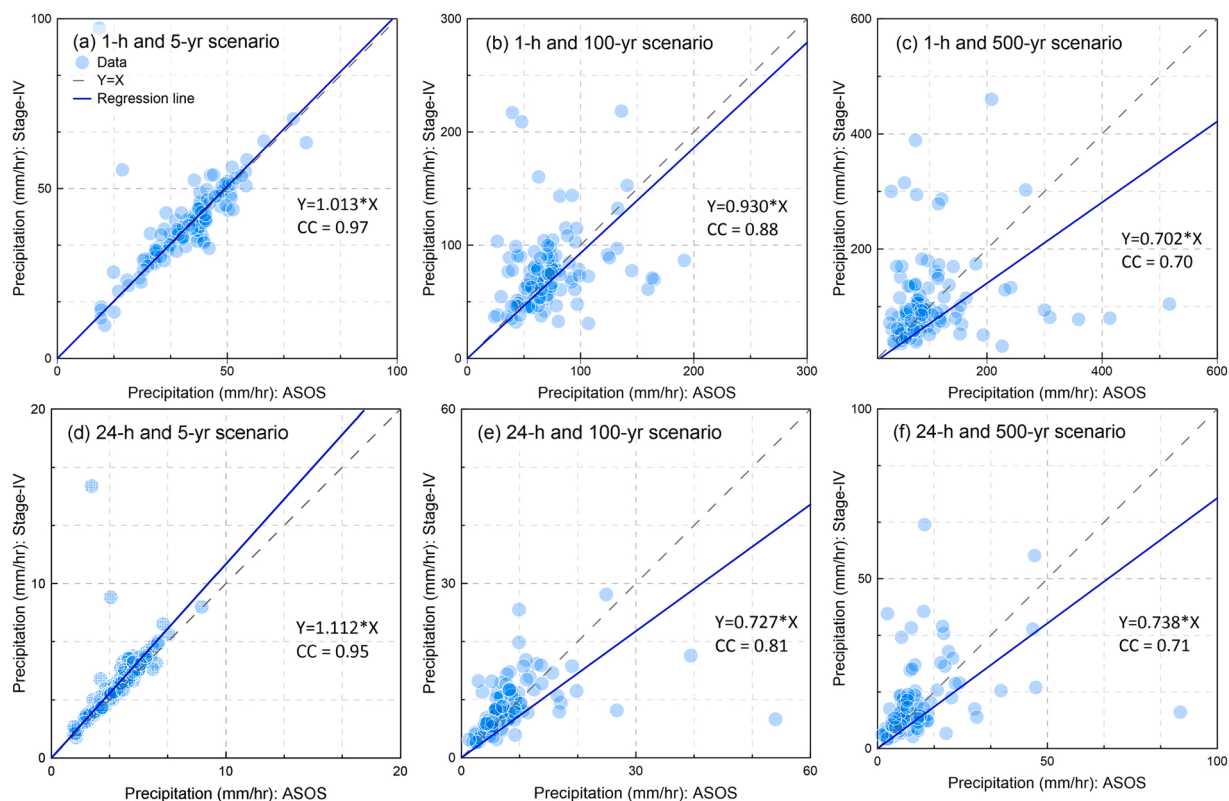 100
(a) 1-h and 5-yr scenario
Data
Y=X
Regression line
Y=1.013*X
CC = 0.97
50
0
0
50
100
Precipitation (mm/hr): Stage-IV
Precipitation (mm/hr): ASOS
300
(b) 1-h and 100-yr scenario
200
Y=0.930*X
CC = 0.88
100
0
0
100
200
300
Precipitation (mm/hr): Stage-IV
Precipitation (mm/hr): ASOS
600
(c) 1-h and 500-yr scenario
400
Y=0.702*X
CC = 0.70
200
200
400
600
Precipitation (mm/hr): Stage-IV
Precipitation (mm/hr): ASOS
20
(d) 24-h and 5-yr scenario
10
Y=1.112*X
CC = 0.95
0
0
10
20
Precipitation (mm/hr): Stage-IV
Precipitation (mm/hr): ASOS
60
(e) 24-h and 100-yr scenario
30
Y=0.727*X
CC = 0.81
0
0
30
60
Precipitation (mm/hr): Stage-IV
Precipitation (mm/hr): ASOS
100
(f) 24-h and 500-yr scenario
50
Y=0.738*X
CC = 0.71
0
0
50
100
Precipitation (mm/hr): Stage-IV
Precipitation (mm/hr): ASOS